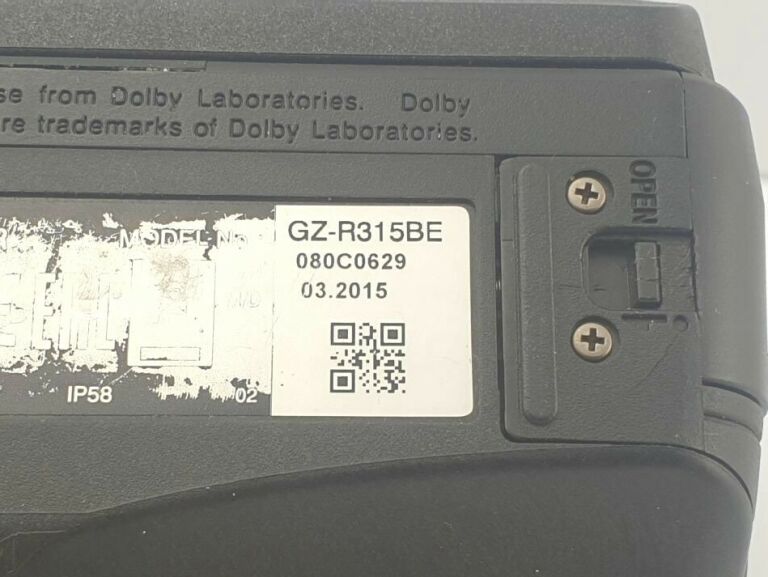 se from Dolby Laboratories. Dolby
re trademarks of Dolby Laboratories.
OPEN
MODEL No.
GZ-R315BE
080C0629
03.2015
IP58
02